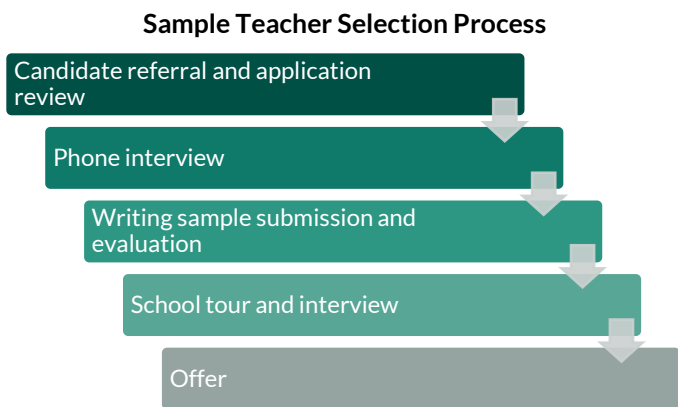 Sample Teacher Selection Process
Candidate referral and application
review
Phone interview
Writing sample submission and
evaluation
School tour and interview
Offer